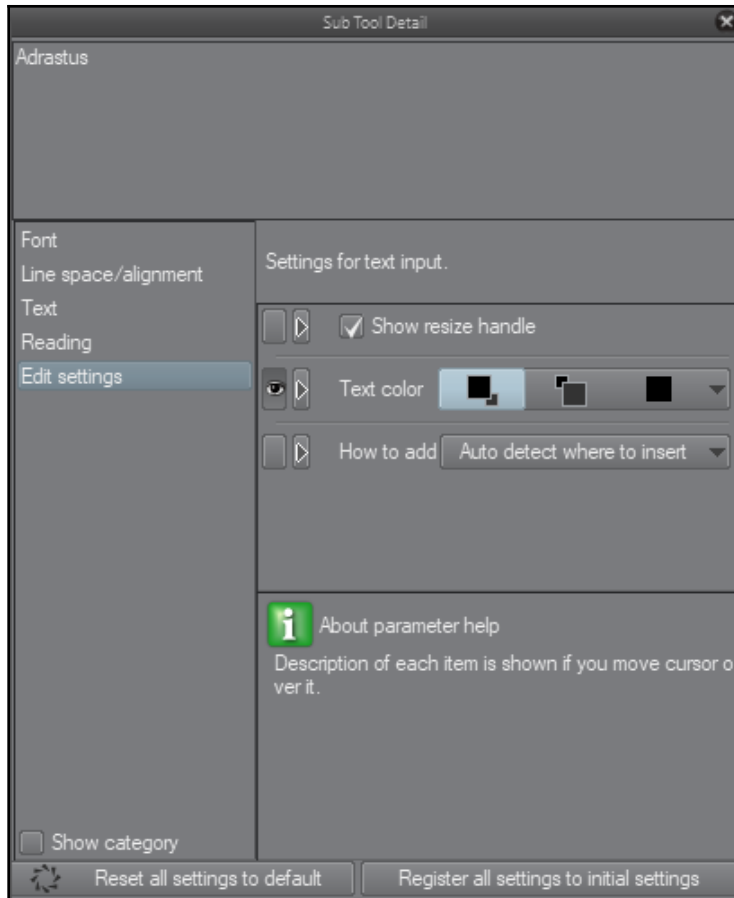 Sub Tool Detail
Adrastus
Font
Line space/alignment
Text
Reading
Edit settings
Settings for text input.
Show resize handle
Text color
How to add Auto detect where to insert
About parameter help
Description of each item is shown if you move cursor o
ver it.
Show category
Reset all settings to default Register all settings to initial settings